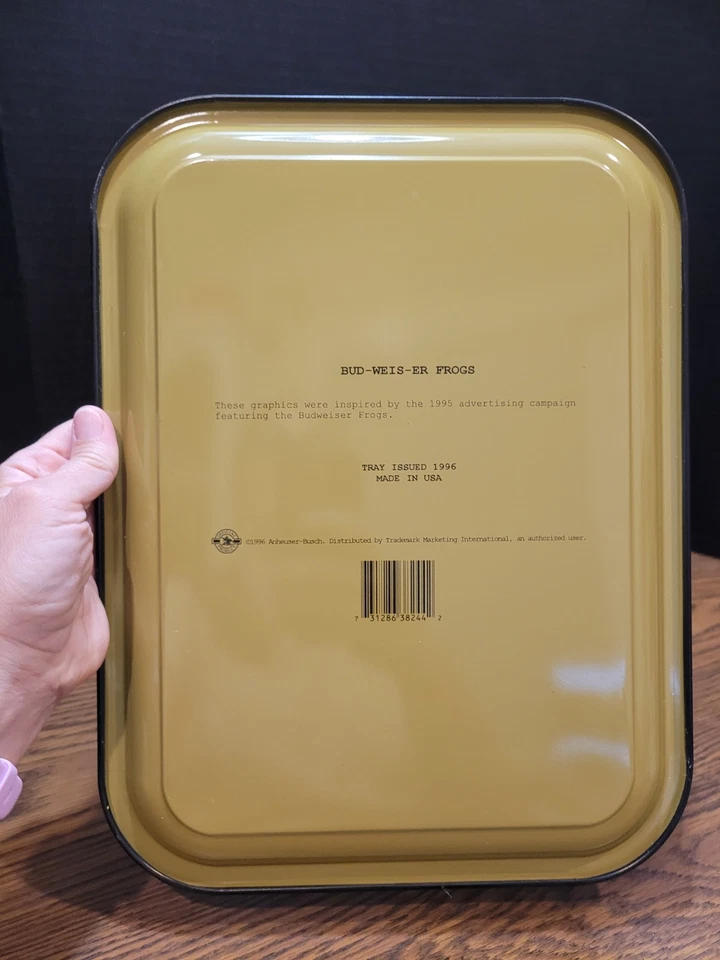 BUD-WEIS-ER FROGS
These graphics were inspired by the 1995 advertising campaign
featuring the Budweiser Frogs.
TRAY ISSUED 1996
MADE IN USA
©1996 Anheuser-Busch. Distributed by Trademark Marketing International, an authorized user.
7 31286 38244 2